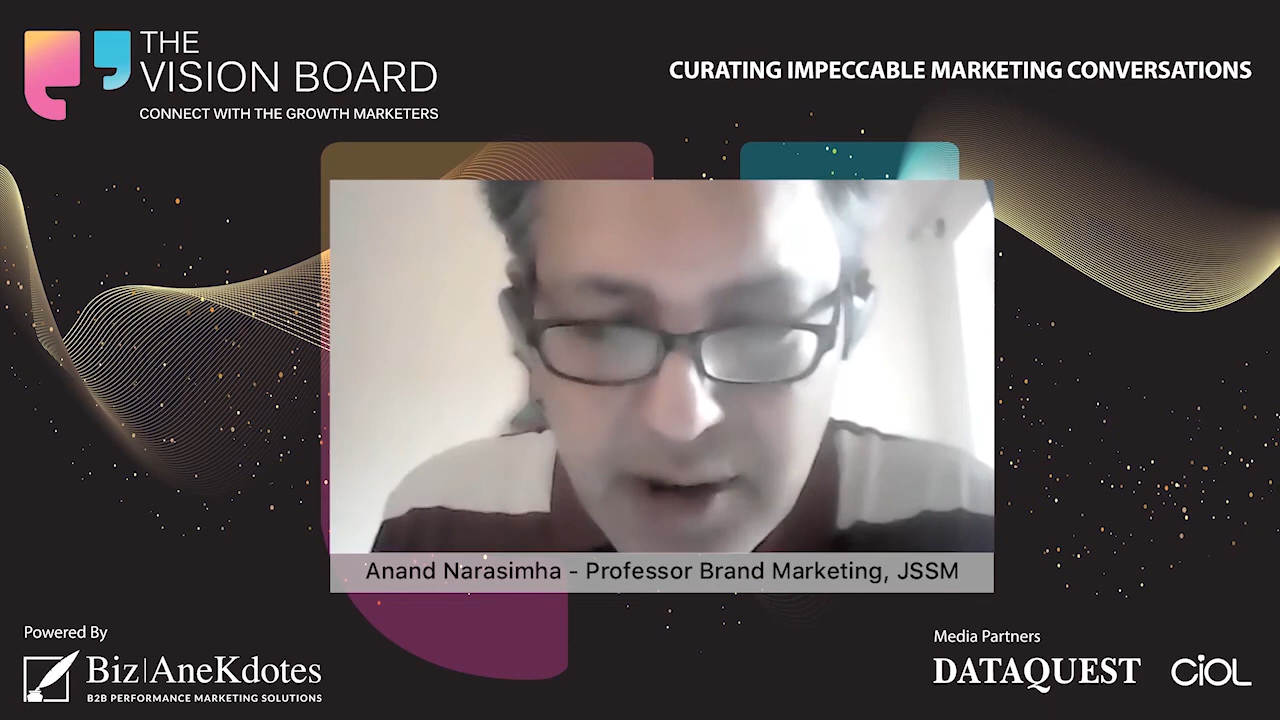 THE
VISION BOARD
CONNECT WITH THE GROWTH MARKETERS
CURATING IMPECCABLE MARKETING CONVERSATIONS
Anand Narasimha - Professor Brand Marketing, JSSM
Powered By
Biz|AneKdotes
B2B PERFORMANCE MARKETING SOLUTIONS
Media Partners
DATAQUEST
CiOL